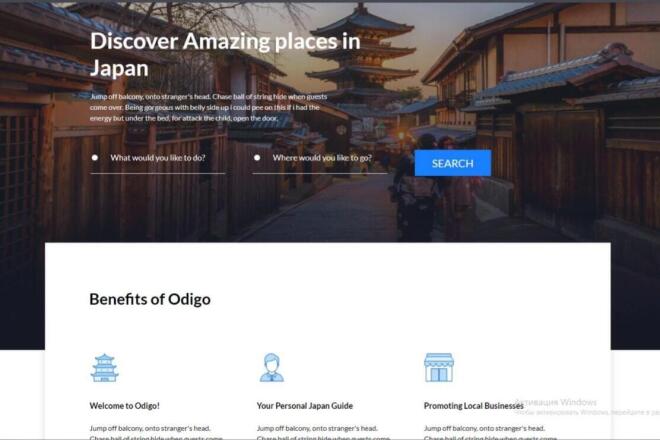 Discover Amazing places in
Japan
Jump off balcony, onto stranger's head. Chase ball of string hide when guests
come over. Being gorgeous with belly side up i could pee on this if i had the
energy but under the bed, for attack the child, open the door,
What would you like to do?
Where would you like to go?
SEARCH
Benefits of Odigo
Welcome to Odigo!
Your Personal Japan Guide
Promoting Local Businesses
Активация Windows
Чтобы активировать Windows, перейдите в
Jump off balcony, onto stranger's head.
Jump off balcony, onto stranger's head.
Jump off balcony, onto stranger's head.
Chase ball of string hide when guests
Chase ball of string hide when guests come
Chase ball of string hide when guests come